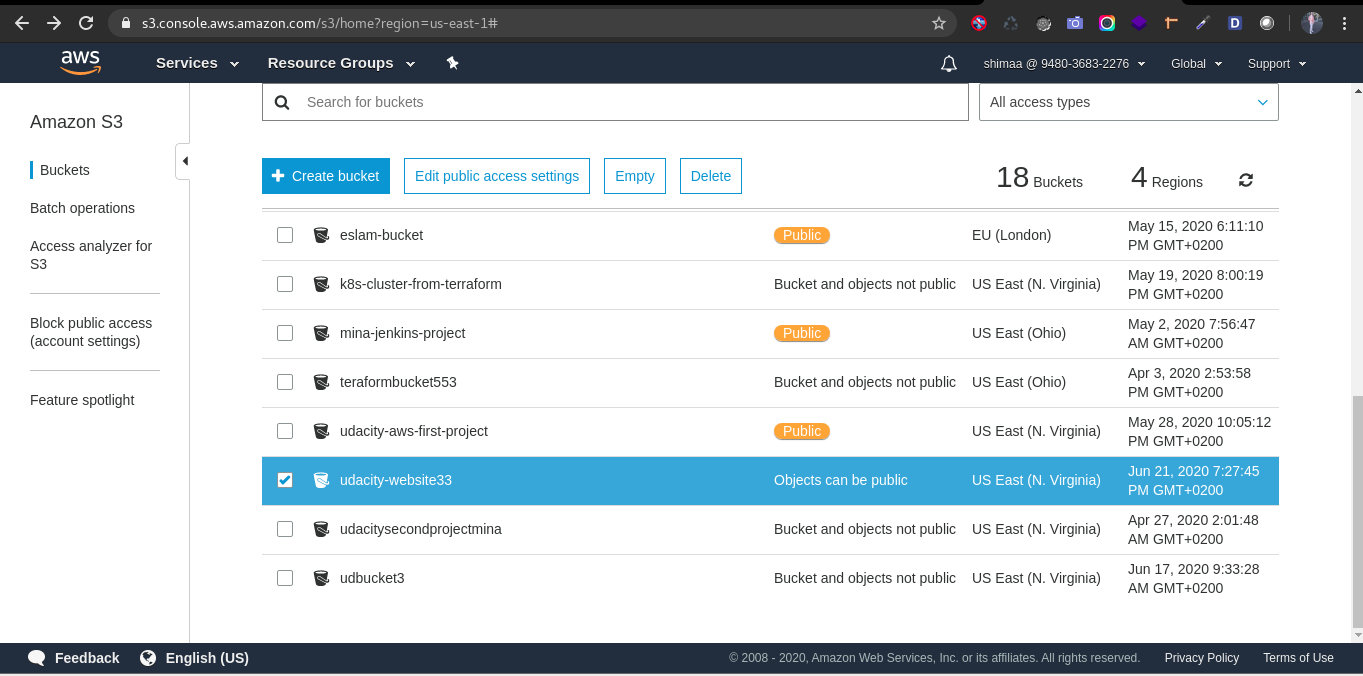 s3.console.aws.amazon.com/s3/home?region=us-east-1#
aws Services Resource Groups shimaa @ 9480-3683-2276 Global Support
Amazon S3
Buckets
Batch operations
Access analyzer for
S3
Block public access
(account settings)
Feature spotlight
Search for buckets All access types
Create bucket Edit public access settings Empty Delete 18 Buckets 4 Regions
eslam-bucket Public EU (London) May 15, 2020 6:11:10
PM GMT+0200
k8s-cluster-from-terraform Bucket and objects not public US East (N. Virginia) May 19, 2020 8:00:19
PM GMT+0200
mina-jenkins-project Public US East (Ohio) May 2, 2020 7:56:47
AM GMT+0200
teraformbucket553 Bucket and objects not public US East (Ohio) Apr 3, 2020 2:53:58
PM GMT+0200
udacity-aws-first-project Public US East (N. Virginia) May 28, 2020 10:05:12
PM GMT+0200
udacity-website33 Objects can be public US East (N. Virginia) Jun 21, 2020 7:27:45
PM GMT+0200
udacitysecondprojectmina Bucket and objects not public US East (N. Virginia) Apr 27, 2020 2:01:48
AM GMT+0200
udbucket3 Bucket and objects not public US East (N. Virginia) Jun 17, 2020 9:33:28
AM GMT+0200
Feedback English (US) © 2008 - 2020, Amazon Web Services, Inc. or its affiliates. All rights reserved. Privacy Policy Terms of Use